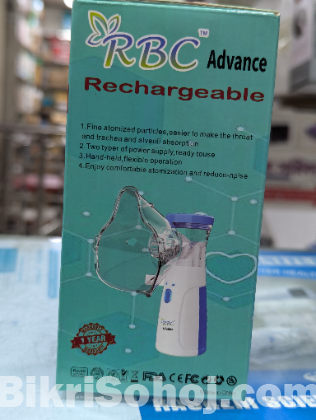 RBC™ Advance
Rechargeable
1.Fine atomized particles,easier to make the throat
and trachea and alveoli absorption
2.Two types of power supply,ready touse
3.Hand-held,flexible operation
4.Enjoy comfortable atomization and reduce noise
RBC
1 YEAR
BikriSohoj.com